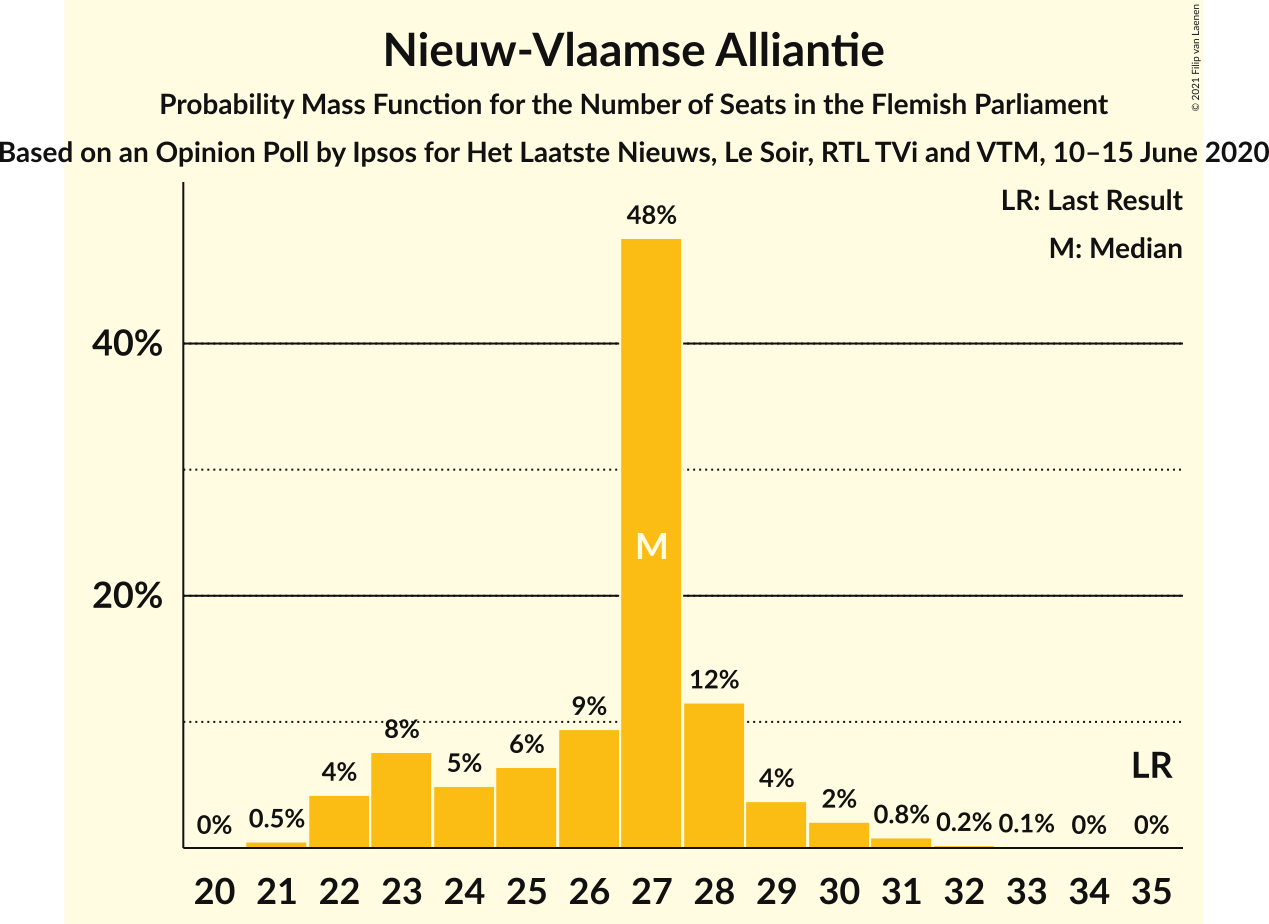 Nieuw-Vlaamse Alliantie
Probability Mass Function for the Number of Seats in the Flemish Parliament
Based on an Opinion Poll by Ipsos for Het Laatste Nieuws, Le Soir, RTL TVi and VTM, 10–15 June 2020
© 2021 Filip van Laenen
LR: Last Result
M: Median
48%
40%
M
20%
12%
9%
8%
6%
5%
4%
4%
2%
LR
0%
0.5%
0.8%
0.2%
0.1%
0%
0%
20 21 22 23 24 25 26 27 28 29 30 31 32 33 34 35